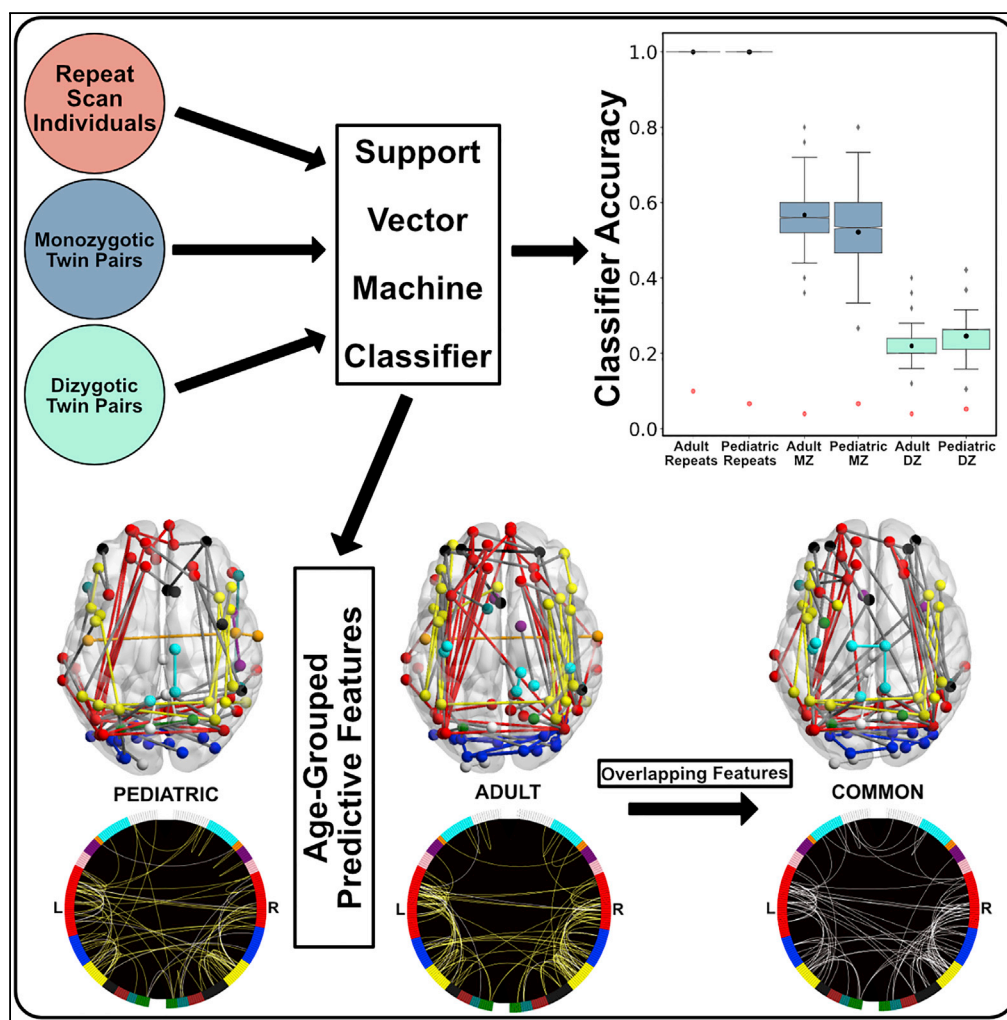 Repeat
Scan
Individuals
Monozygotic
Twin Pairs
Dizygotic
Twin Pairs
Support
Vector
Machine
Classifier
Classifier Accuracy
1.0
0.8
0.6
0.4
0.2
0.0
Adult
Repeats
Pediatric
Repeats
Adult
MZ
Pediatric
MZ
Adult
DZ
Pediatric
DZ
Age-Grouped
Predictive Features
Overlapping Features
PEDIATRIC
ADULT
COMMON
L
R
L
R
L
R